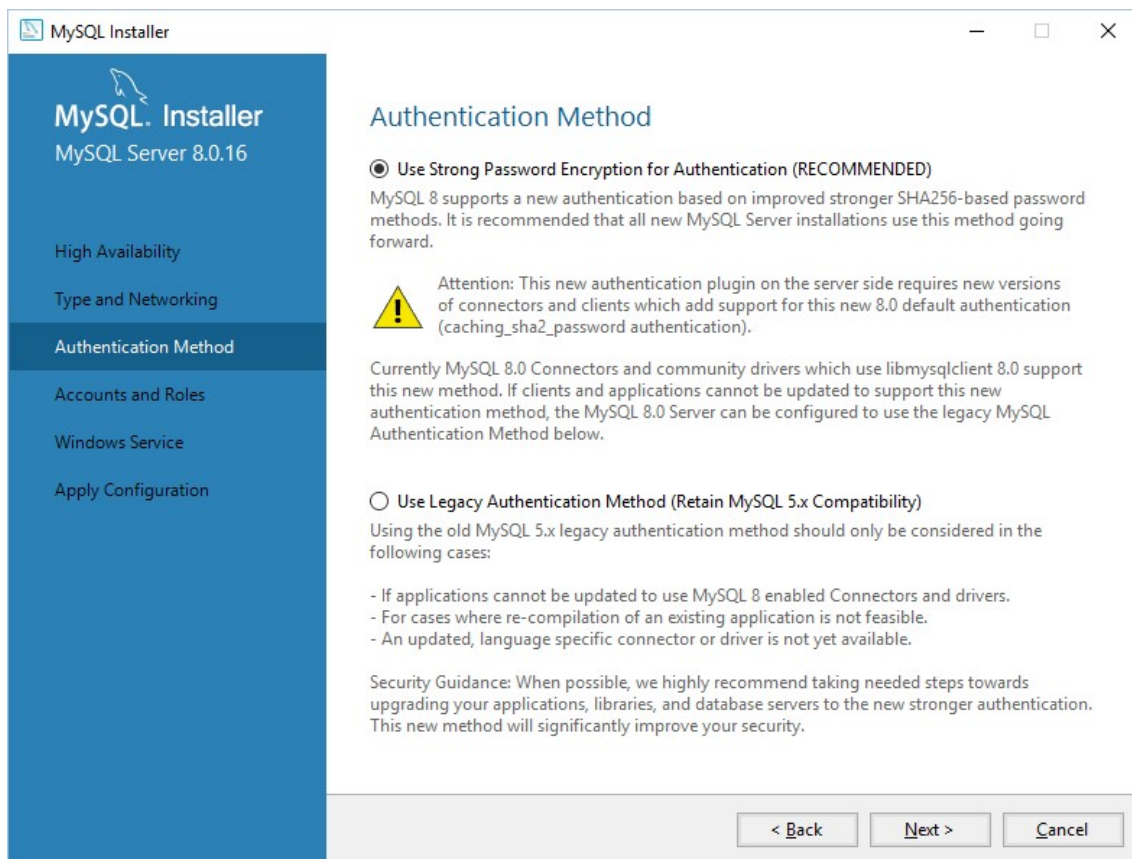 MySQL Installer
MySQL. Installer
MySQL Server 8.0.16
High Availability
Type and Networking
Authentication Method
Accounts and Roles
Windows Service
Apply Configuration
Authentication Method
Use Strong Password Encryption for Authentication (RECOMMENDED)
MySQL 8 supports a new authentication based on improved stronger SHA256-based password
methods. It is recommended that all new MySQL Server installations use this method going
forward.
Attention: This new authentication plugin on the server side requires new versions
of connectors and clients which add support for this new 8.0 default authentication
(caching_sha2_password authentication).
Currently MySQL 8.0 Connectors and community drivers which use libmysqlclient 8.0 support
this new method. If clients and applications cannot be updated to support this new
authentication method, the MySQL 8.0 Server can be configured to use the legacy MySQL
Authentication Method below.
Use Legacy Authentication Method (Retain MySQL 5.x Compatibility)
Using the old MySQL 5.x legacy authentication method should only be considered in the
following cases:
- If applications cannot be updated to use MySQL 8 enabled Connectors and drivers.
- For cases where re-compilation of an existing application is not feasible.
- An updated, language specific connector or driver is not yet available.
Security Guidance: When possible, we highly recommend taking needed steps towards
upgrading your applications, libraries, and database servers to the new stronger authentication.
This new method will significantly improve your security.
< Back
Next >
Cancel